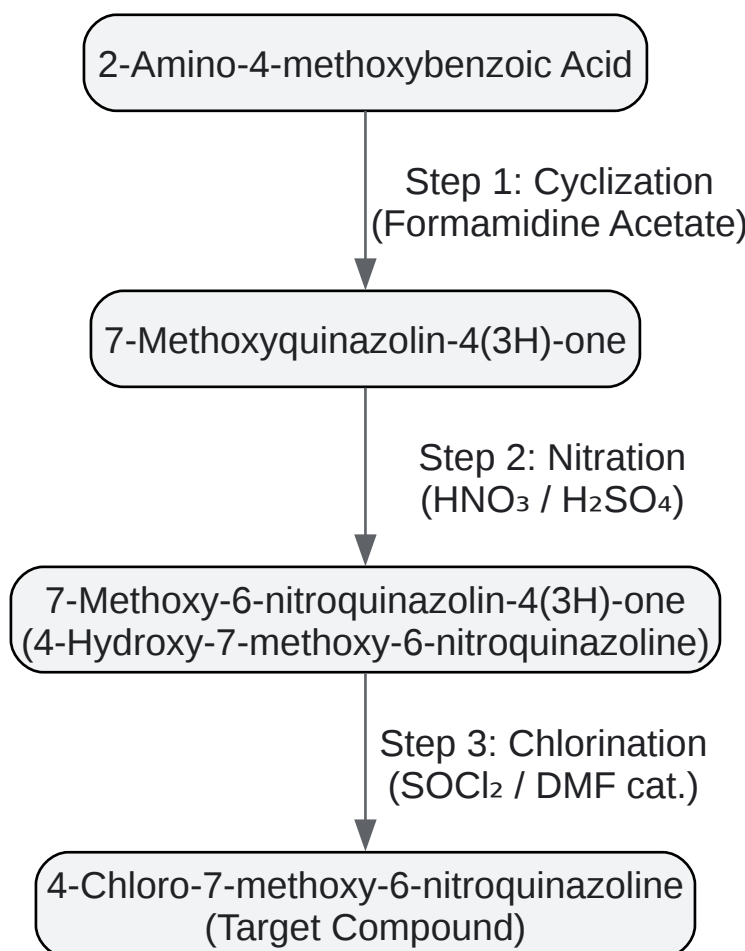 2-Amino-4-methoxybenzoic Acid
Step 1: Cyclization
(Formamidine Acetate)
7-Methoxyquinazolin-4(3H)-one
Step 2: Nitration
(HNO₃ / H₂SO₄)
7-Methoxy-6-nitroquinazolin-4(3H)-one
(4-Hydroxy-7-methoxy-6-nitroquinazoline)
Step 3: Chlorination
(SOCl₂ / DMF cat.)
4-Chloro-7-methoxy-6-nitroquinazoline
(Target Compound)